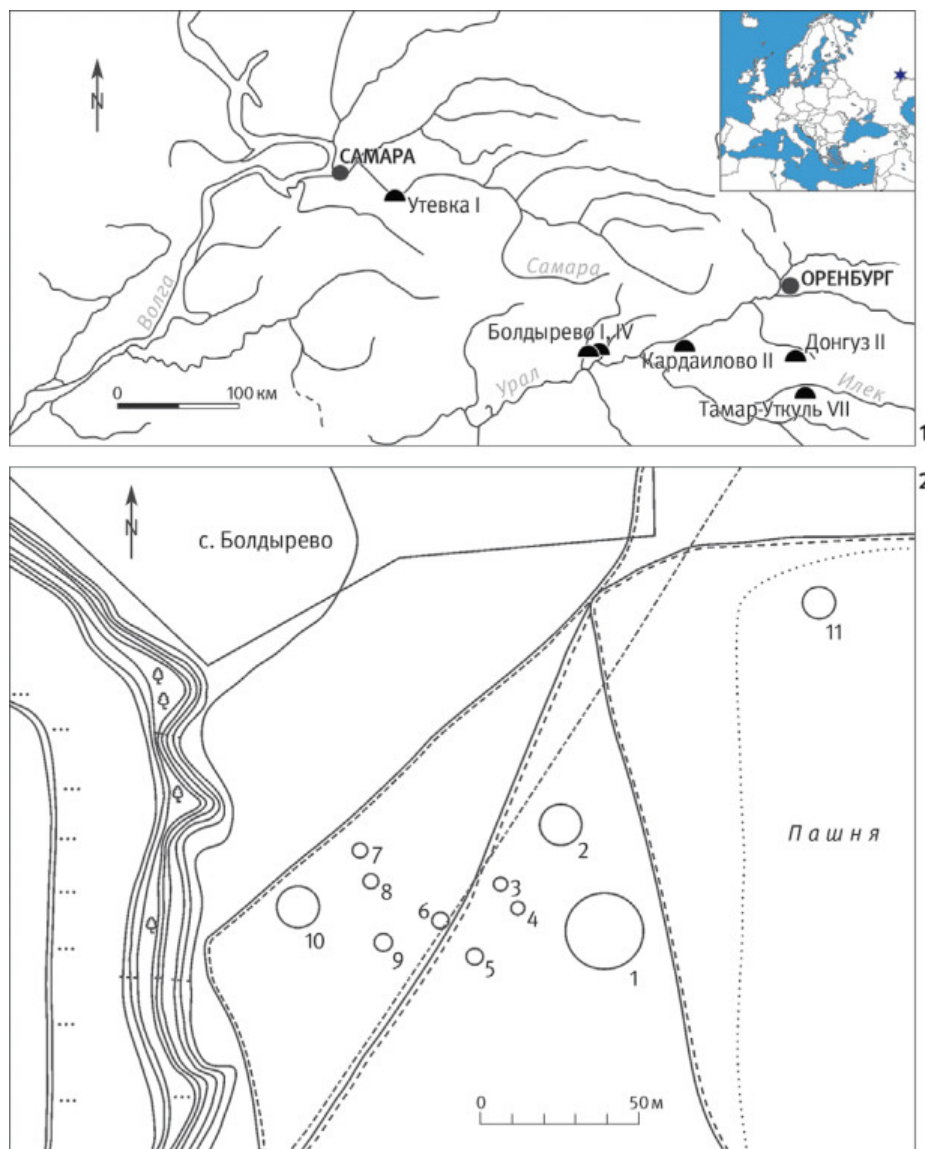 N
САМАРА
Утевка I
Волга
Самара
ОРЕНБУРГ
Болдырево I, IV
Кардаилово II
Донгуз II
Урал
Илек
Тамар-Уткуль VII
0 100 км
1
2
N
с. Болдырево
11
Пашня
2
7
8
3
4
6
10
9
5
1
0 50 м